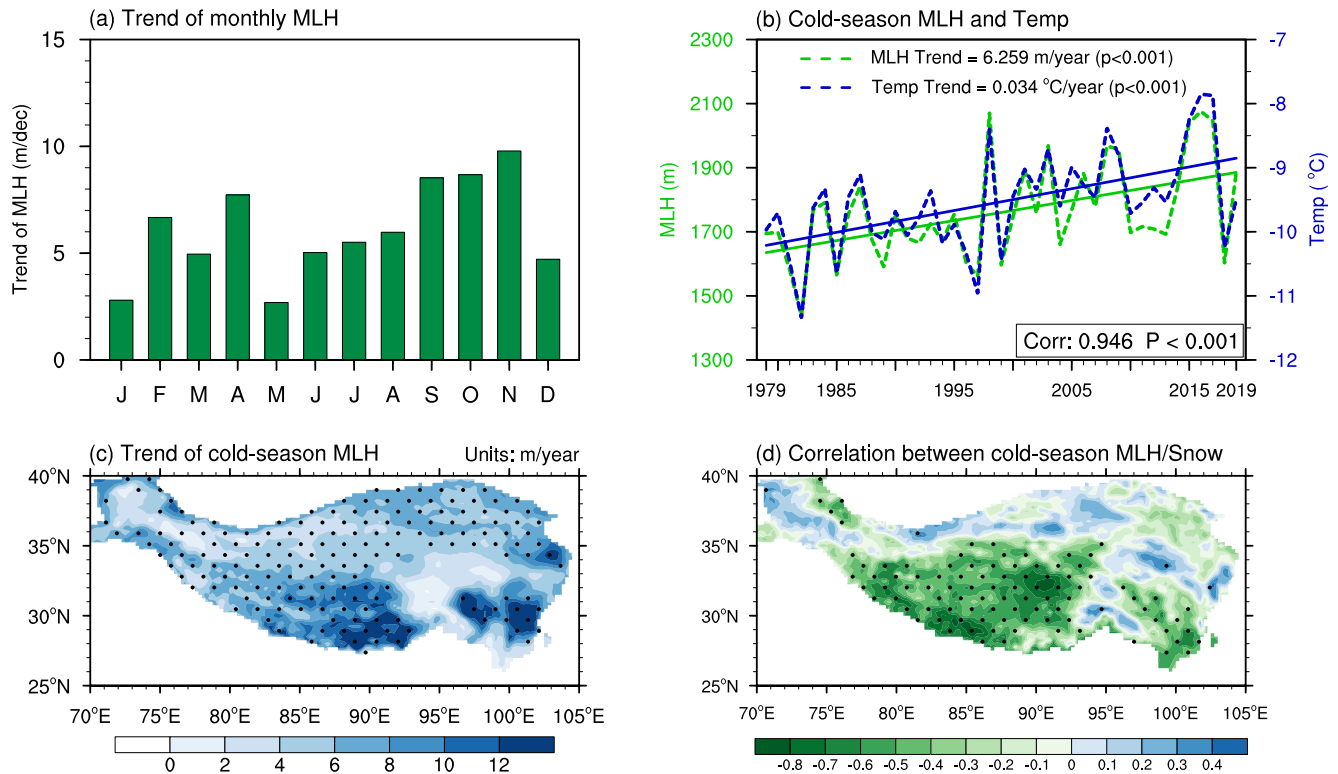 (a) Trend of monthly MLH
15
10
5
0
Trend of MLH (m/dec)
J F M A M J J A S O N D
(b) Cold-season MLH and Temp
2300
2100
1900
1700
1500
1300
MLH (m)
MLH Trend = 6.259 m/year (p<0.001)
Temp Trend = 0.034 °C/year (p<0.001)
-7
-8
-9
-10
-11
-12
Temp ( °C)
Corr: 0.946 P < 0.001
1979 1985 1995 2005 2015 2019
(c) Trend of cold-season MLH Units: m/year
40°N
35°N
30°N
25°N
70°E 75°E 80°E 85°E 90°E 95°E 100°E 105°E
0 2 4 6 8 10 12
(d) Correlation between cold-season MLH/Snow
40°N
35°N
30°N
25°N
70°E 75°E 80°E 85°E 90°E 95°E 100°E 105°E
-0.8 -0.7 -0.6 -0.5 -0.4 -0.3 -0.2 -0.1 0 0.1 0.2 0.3 0.4